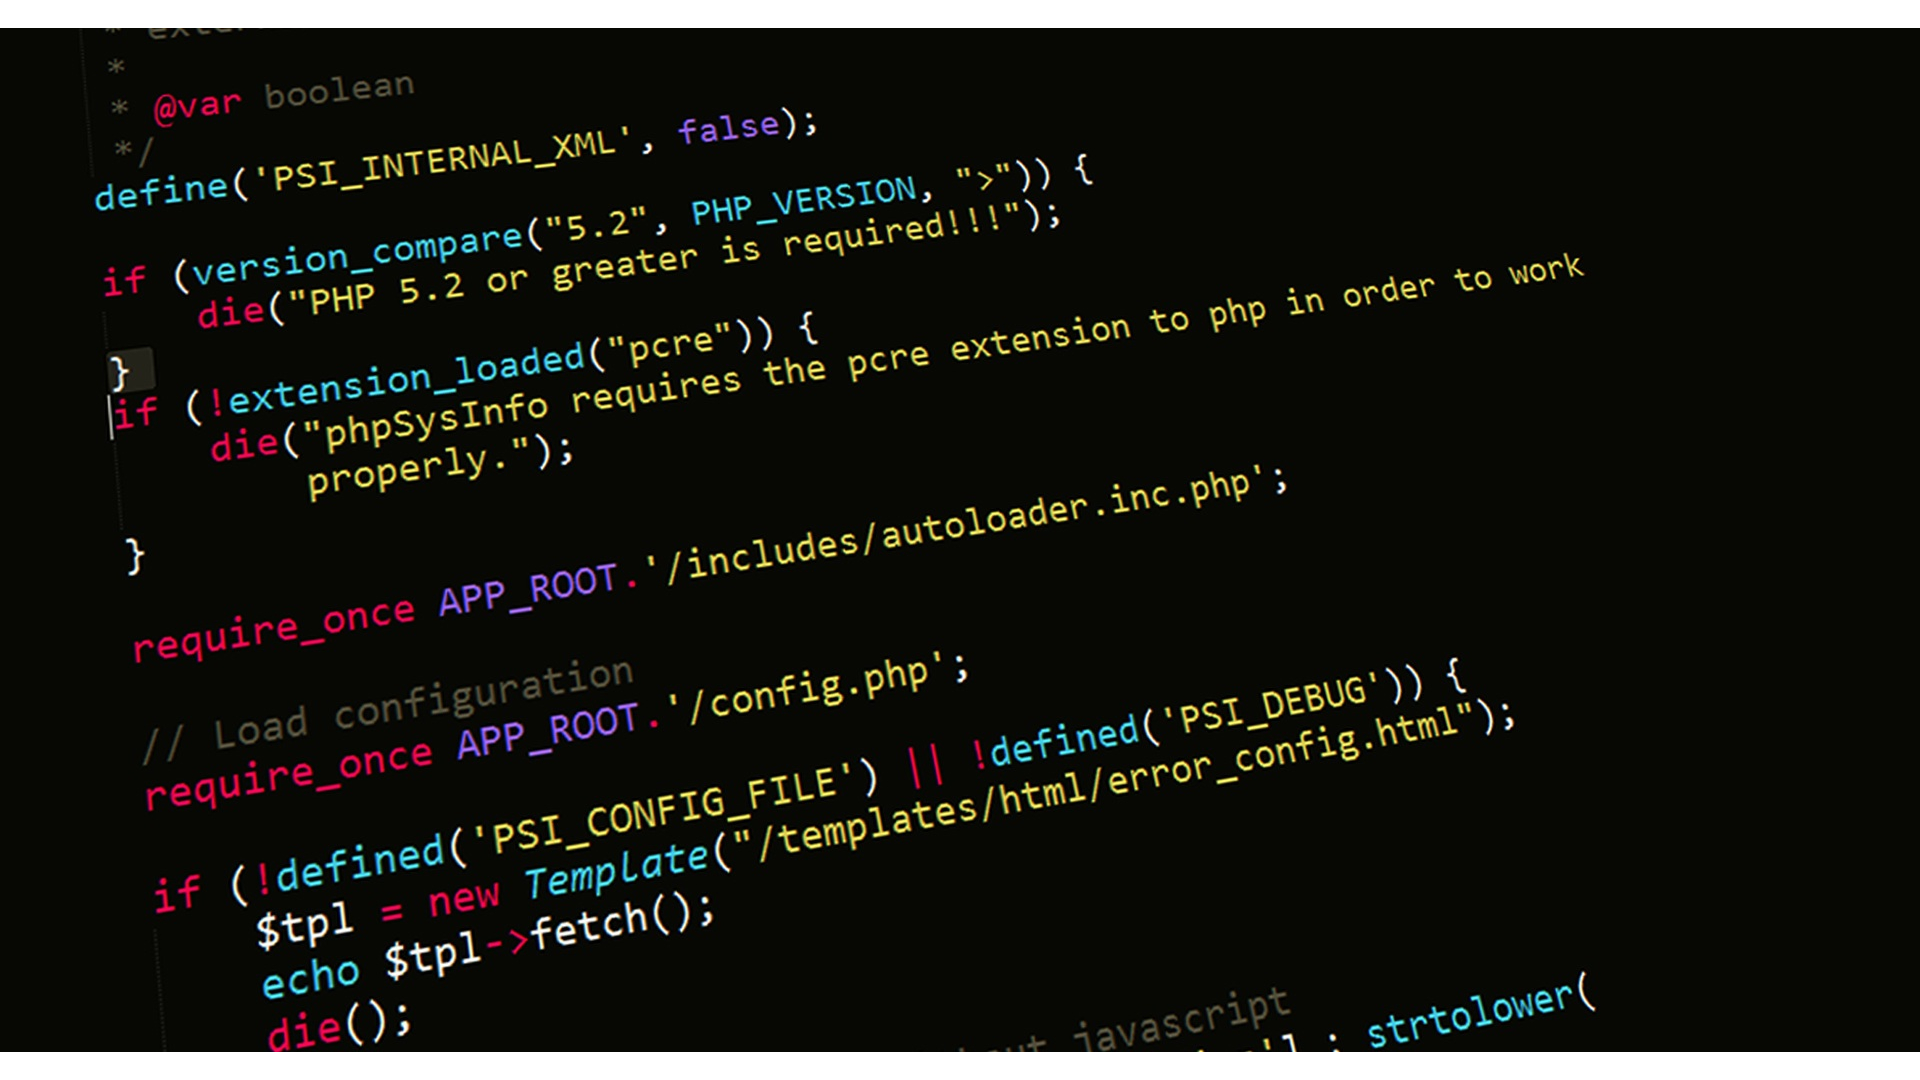 *
* @var boolean
*/
define('PSI_INTERNAL_XML', false);
if (version_compare("5.2", PHP_VERSION, ">")) {
die("PHP 5.2 or greater is required!!!");
}
if (!extension_loaded("pcre")) {
die("phpSysInfo requires the pcre extension to php in order to work
properly.");
}
require_once APP_ROOT.'/includes/autoloader.inc.php';
// Load configuration
require_once APP_ROOT.'/config.php';
if (!defined('PSI_CONFIG_FILE') || !defined('PSI_DEBUG')) {
$tpl = new Template("/templates/html/error_config.html");
echo $tpl->fetch();
die();
javascript
strtolower(